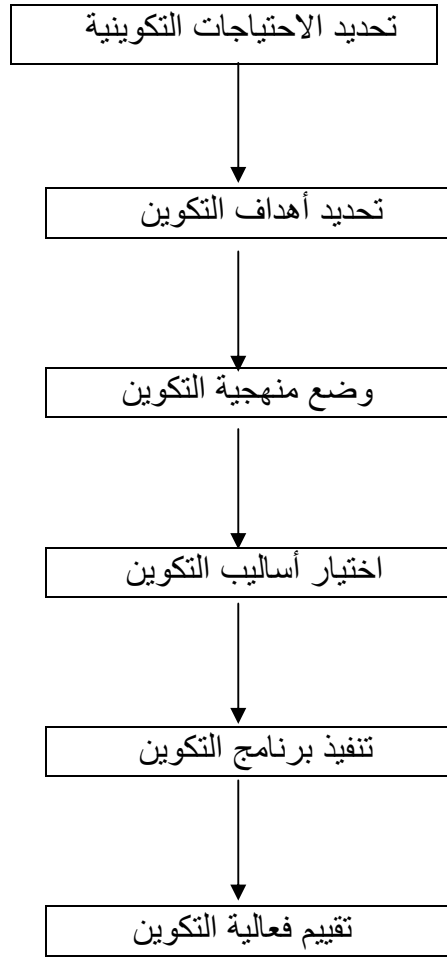 تحديد الاحتياجات التكوينية
تحديد أهداف التكوين
وضع منهجية التكوين
اختيار أساليب التكوين
تنفيذ برنامج التكوين
تقييم فعالية التكوين